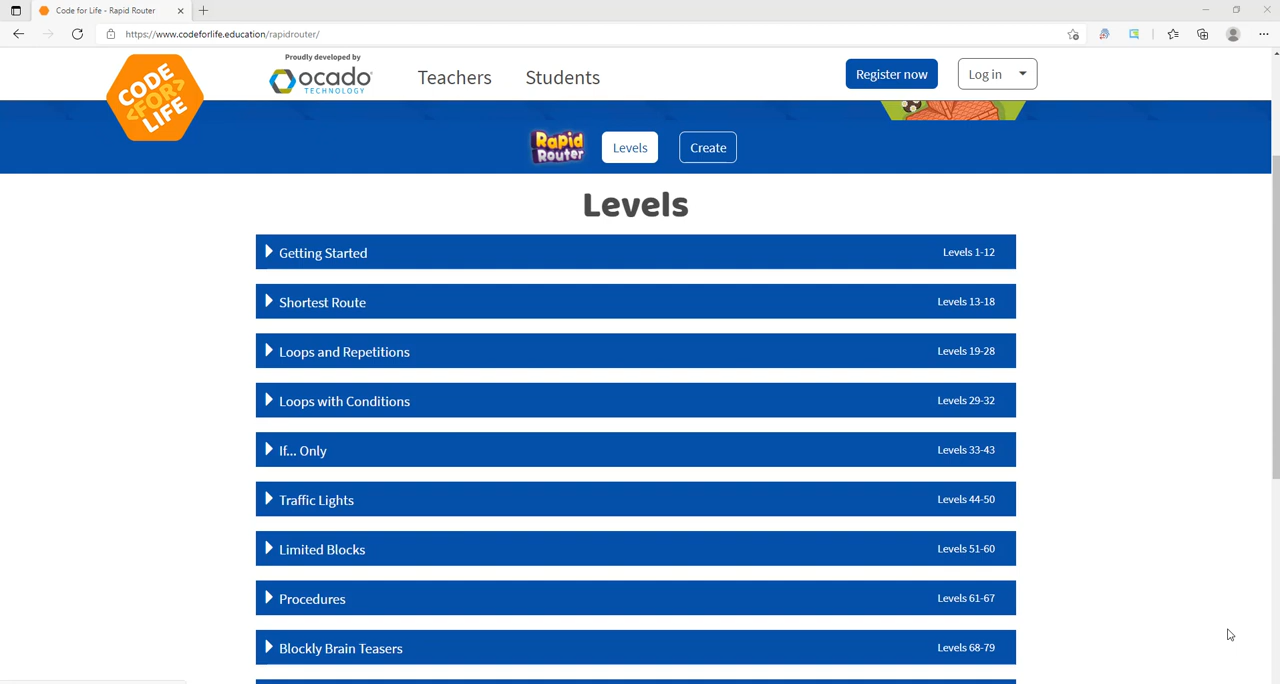 Code for Life - Rapid Router
https://www.codeforlife.education/rapidrouter/
CODE
<FOR>
LIFE
Proudly developed by
ocado
TECHNOLOGY
Teachers
Students
Register now
Log in
Rapid
Router
Levels
Create
Levels
Getting Started
Levels 1-12
Shortest Route
Levels 13-18
Loops and Repetitions
Levels 19-28
Loops with Conditions
Levels 29-32
If... Only
Levels 33-43
Traffic Lights
Levels 44-50
Limited Blocks
Levels 51-60
Procedures
Levels 61-67
Blockly Brain Teasers
Levels 68-79